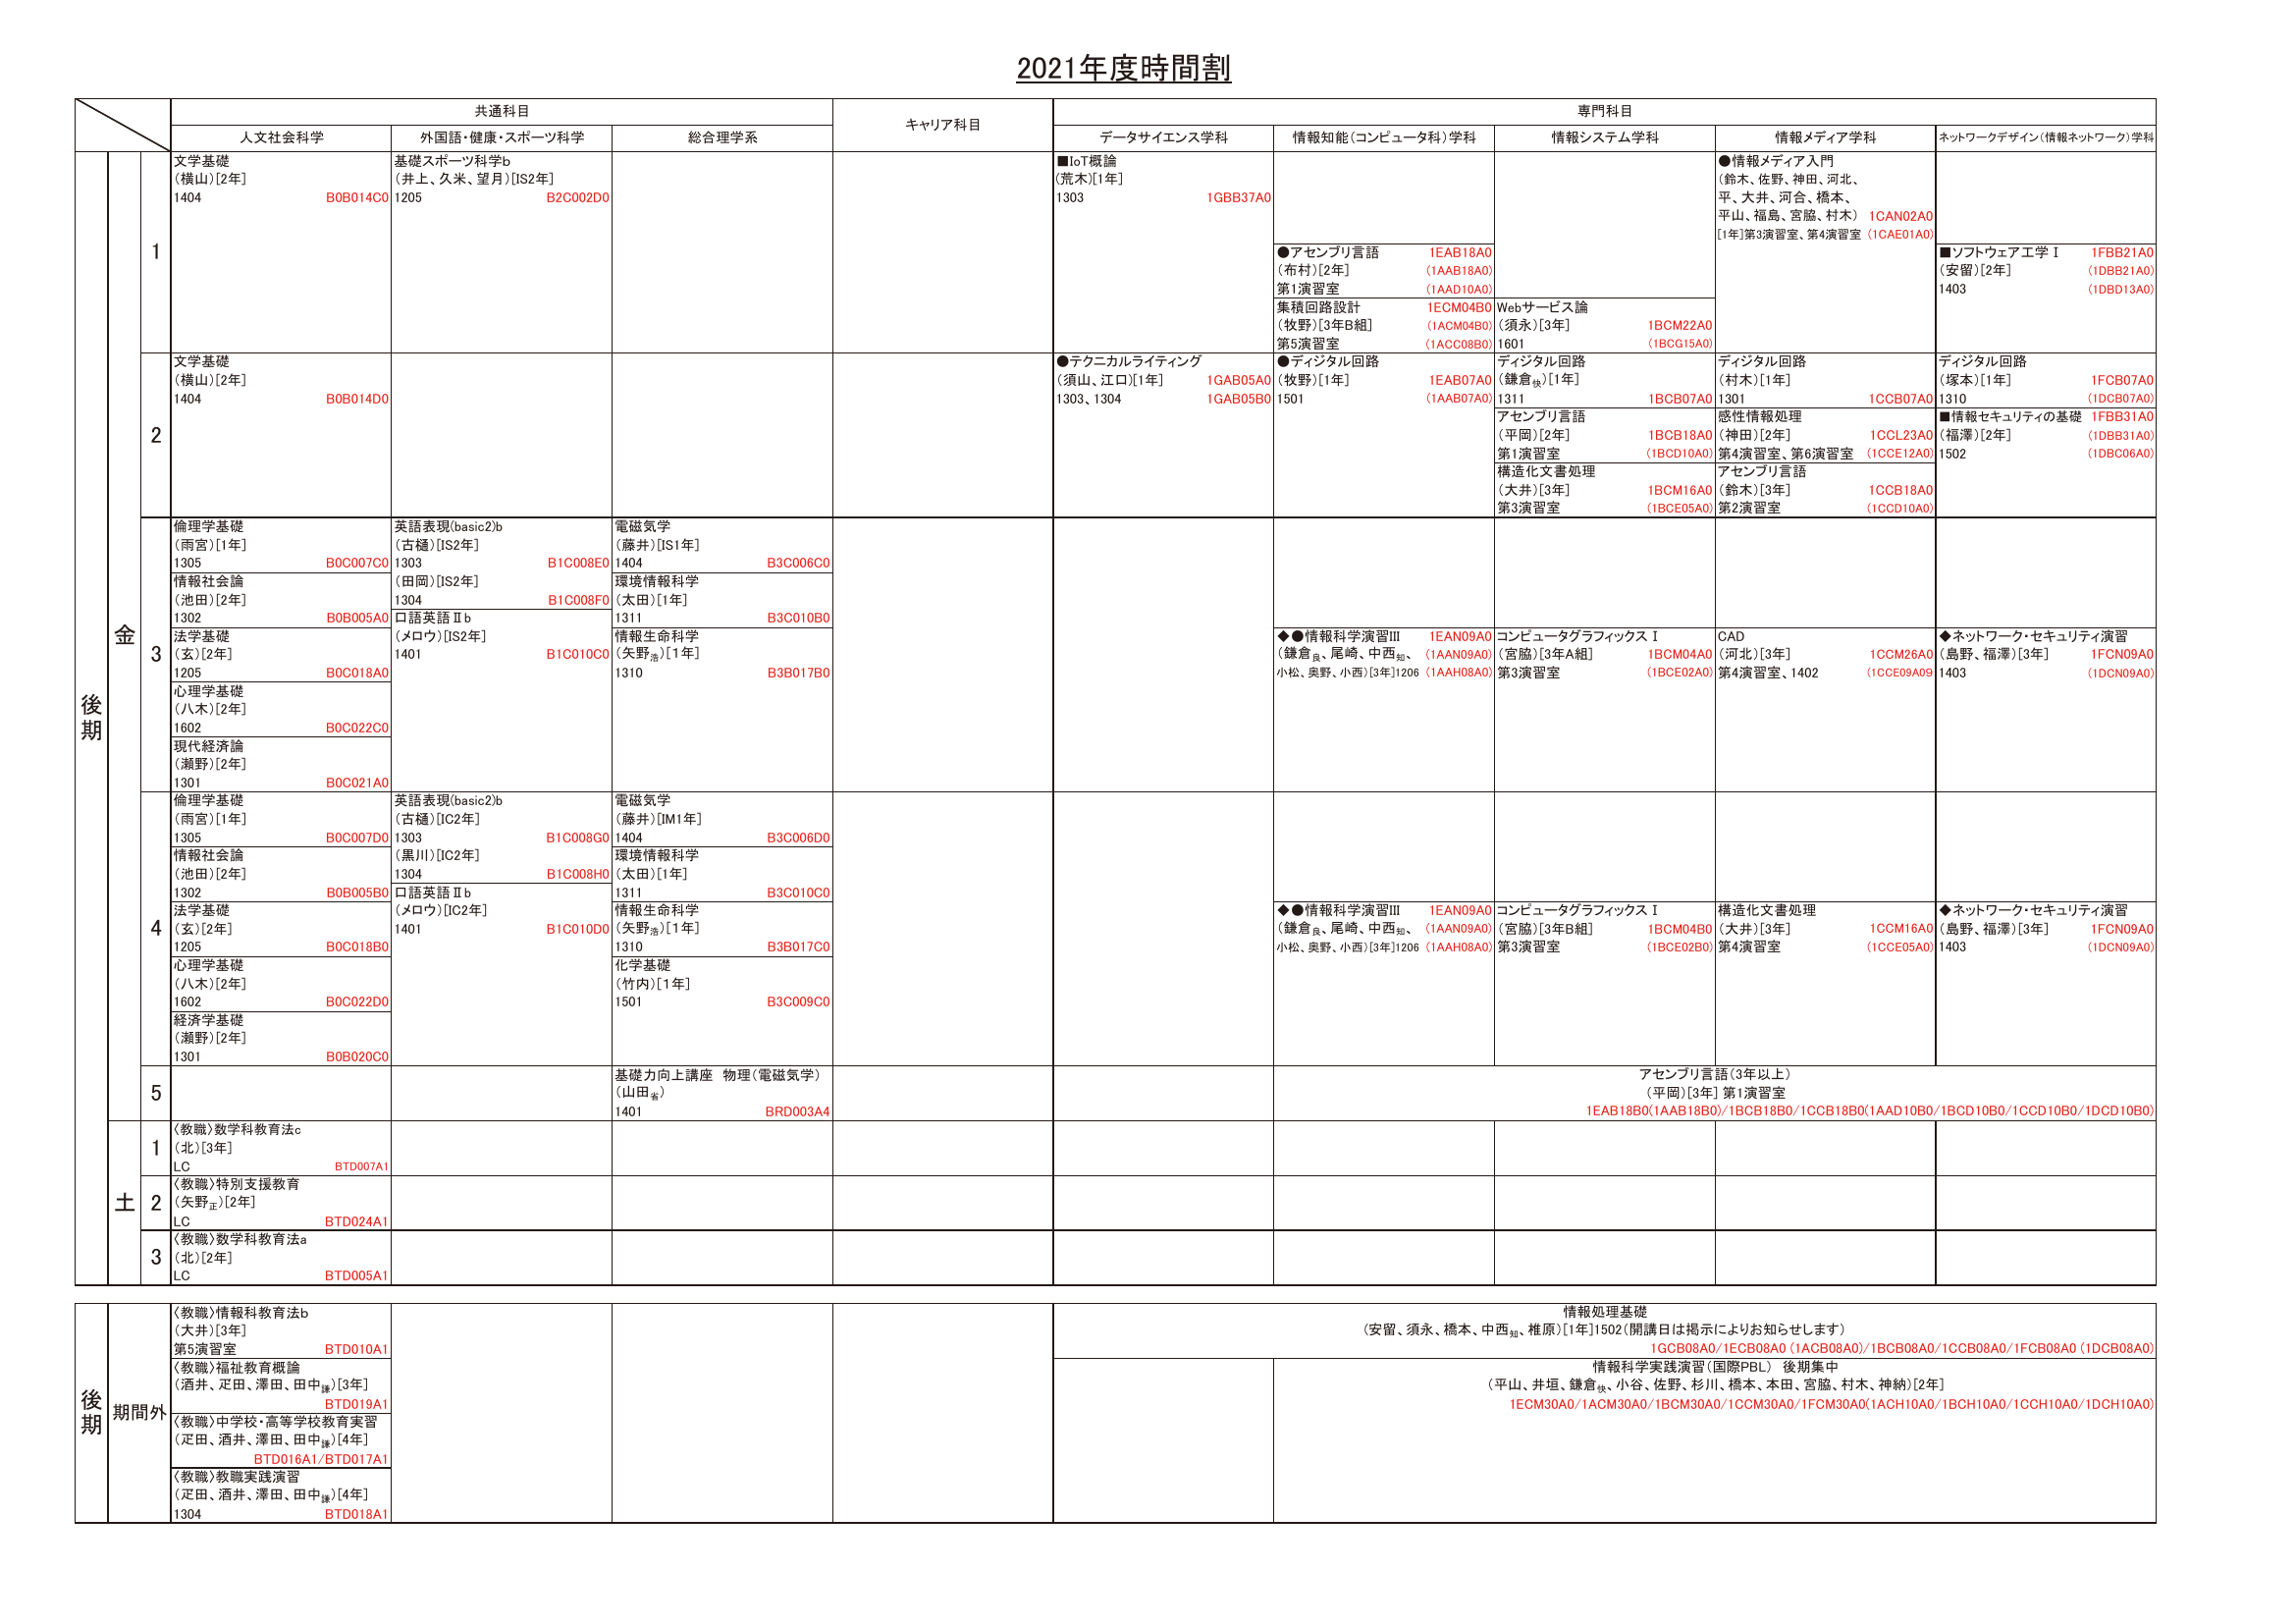 2021年度時間割
共通科目
キャリア科目
専門科目
人文社会科学
外国語・健康・スポーツ科学
総合理学系
データサイエンス学科
情報知能(コンピュータ科)学科
情報システム学科
情報メディア学科
ネットワークデザイン(情報ネットワーク)学科
後期
金
1
文学基礎
(横山)[2年]
1404 B0B014C0
基礎スポーツ科学b
(井上、久米、望月)[IS2年]
1205 B2C002D0
■IoT概論
(荒木)[1年]
1303 1GBB37A0
●アセンブリ言語 1EAB18A0
(布村)[2年] (1AAB18A0)
第1演習室 (1AAD10A0)
集積回路設計 1ECM04B0
(牧野)[3年B組] (1ACM04B0)
第5演習室 (1ACC08B0)
Webサービス論
(須永)[3年] 1BCM22A0
1601 (1BCG15A0)
●情報メディア入門
(鈴木、佐野、神田、河北、
平、大井、河合、橋本、
平山、福島、宮脇、村木) 1CAN02A0
[1年]第3演習室、第4演習室 (1CAE01A0)
■ソフトウェア工学Ⅰ 1FBB21A0
(安留)[2年] (1DBB21A0)
1403 (1DBD13A0)
2
文学基礎
(横山)[2年]
1404 B0B014D0
●テクニカルライティング
(須山、江口)[1年] 1GAB05A0
1303、1304 1GAB05B0
●ディジタル回路
(牧野)[1年] 1EAB07A0
1501 (1AAB07A0)
ディジタル回路
(鎌倉快)[1年]
1311 1BCB07A0
アセンブリ言語
(平岡)[2年] 1BCB18A0
第1演習室 (1BCD10A0)
構造化文書処理
(大井)[3年] 1BCM16A0
第3演習室 (1BCE05A0)
ディジタル回路
(村木)[1年]
1301 1CCB07A0
感性情報処理
(神田)[2年] 1CCL23A0
第4演習室、第6演習室 (1CCE12A0)
アセンブリ言語
(鈴木)[3年] 1CCB18A0
第2演習室 (1CCD10A0)
ディジタル回路
(塚本)[1年] 1FCB07A0
1310 (1DCB07A0)
■情報セキュリティの基礎 1FBB31A0
(福澤)[2年] (1DBB31A0)
1502 (1DBC06A0)
3
倫理学基礎
(雨宮)[1年]
1305 B0C007C0
情報社会論
(池田)[2年]
1302 B0B005A0
法学基礎
(玄)[2年]
1205 B0C018A0
心理学基礎
(八木)[2年]
1602 B0C022C0
現代経済論
(瀬野)[2年]
1301 B0C021A0
英語表現(basic2)b
(古樋)[IS2年]
1303 B1C008E0
(田岡)[IS2年]
1304 B1C008F0
口語英語Ⅱb
(メロウ)[IS2年]
1401 B1C010C0
電磁気学
(藤井)[IS1年]
1404 B3C006C0
環境情報科学
(太田)[1年]
1311 B3C010B0
情報生命科学
(矢野浩)[1年]
1310 B3B017B0
◆●情報科学演習III 1EAN09A0
(鎌倉良、尾崎、中西知、 (1AAN09A0)
小松、奥野、小西)[3年]1206 (1AAH08A0)
コンピュータグラフィックスⅠ
(宮脇)[3年A組] 1BCM04A0
第3演習室 (1BCE02A0)
CAD
(河北)[3年] 1CCM26A0
第4演習室、1402 (1CCE09A09
◆ネットワーク・セキュリティ演習
(島野、福澤)[3年] 1FCN09A0
1403 (1DCN09A0)
4
倫理学基礎
(雨宮)[1年]
1305 B0C007D0
情報社会論
(池田)[2年]
1302 B0B005B0
法学基礎
(玄)[2年]
1205 B0C018B0
心理学基礎
(八木)[2年]
1602 B0C022D0
経済学基礎
(瀬野)[2年]
1301 B0B020C0
英語表現(basic2)b
(古樋)[IC2年]
1303 B1C008G0
(黒川)[IC2年]
1304 B1C008H0
口語英語Ⅱb
(メロウ)[IC2年]
1401 B1C010D0
電磁気学
(藤井)[IM1年]
1404 B3C006D0
環境情報科学
(太田)[1年]
1311 B3C010C0
情報生命科学
(矢野浩)[1年]
1310 B3B017C0
化学基礎
(竹内)[1年]
1501 B3C009C0
◆●情報科学演習III 1EAN09A0
(鎌倉良、尾崎、中西知、 (1AAN09A0)
小松、奥野、小西)[3年]1206 (1AAH08A0)
コンピュータグラフィックスⅠ
(宮脇)[3年B組] 1BCM04B0
第3演習室 (1BCE02B0)
構造化文書処理
(大井)[3年] 1CCM16A0
第4演習室 (1CCE05A0)
◆ネットワーク・セキュリティ演習
(島野、福澤)[3年] 1FCN09A0
1403 (1DCN09A0)
5
基礎力向上講座 物理(電磁気学)
(山田省)
1401 BRD003A4
アセンブリ言語(3年以上)
(平岡)[3年] 第1演習室
1EAB18B0(1AAB18B0)/1BCB18B0/1CCB18B0(1AAD10B0/1BCD10B0/1CCD10B0/1DCD10B0)
土
1
〈教職〉数学科教育法c
(北)[3年]
LC BTD007A1
2
〈教職〉特別支援教育
(矢野正)[2年]
LC BTD024A1
3
〈教職〉数学科教育法a
(北)[2年]
LC BTD005A1
後期
期間外
〈教職〉情報科教育法b
(大井)[3年]
第5演習室 BTD010A1
〈教職〉福祉教育概論
(酒井、疋田、澤田、田中謙)[3年]
BTD019A1
〈教職〉中学校・高等学校教育実習
(疋田、酒井、澤田、田中謙)[4年]
BTD016A1/BTD017A1
〈教職〉教職実践演習
(疋田、酒井、澤田、田中謙)[4年]
1304 BTD018A1
情報処理基礎
(安留、須永、橋本、中西知、椎原)[1年]1502(開講日は掲示によりお知らせします)
1GCB08A0/1ECB08A0 (1ACB08A0)/1BCB08A0/1CCB08A0/1FCB08A0 (1DCB08A0)
情報科学実践演習(国際PBL) 後期集中
(平山、井垣、鎌倉快、小谷、佐野、杉川、橋本、本田、宮脇、村木、神納)[2年]
1ECM30A0/1ACM30A0/1BCM30A0/1CCM30A0/1FCM30A0(1ACH10A0/1BCH10A0/1CCH10A0/1DCH10A0)